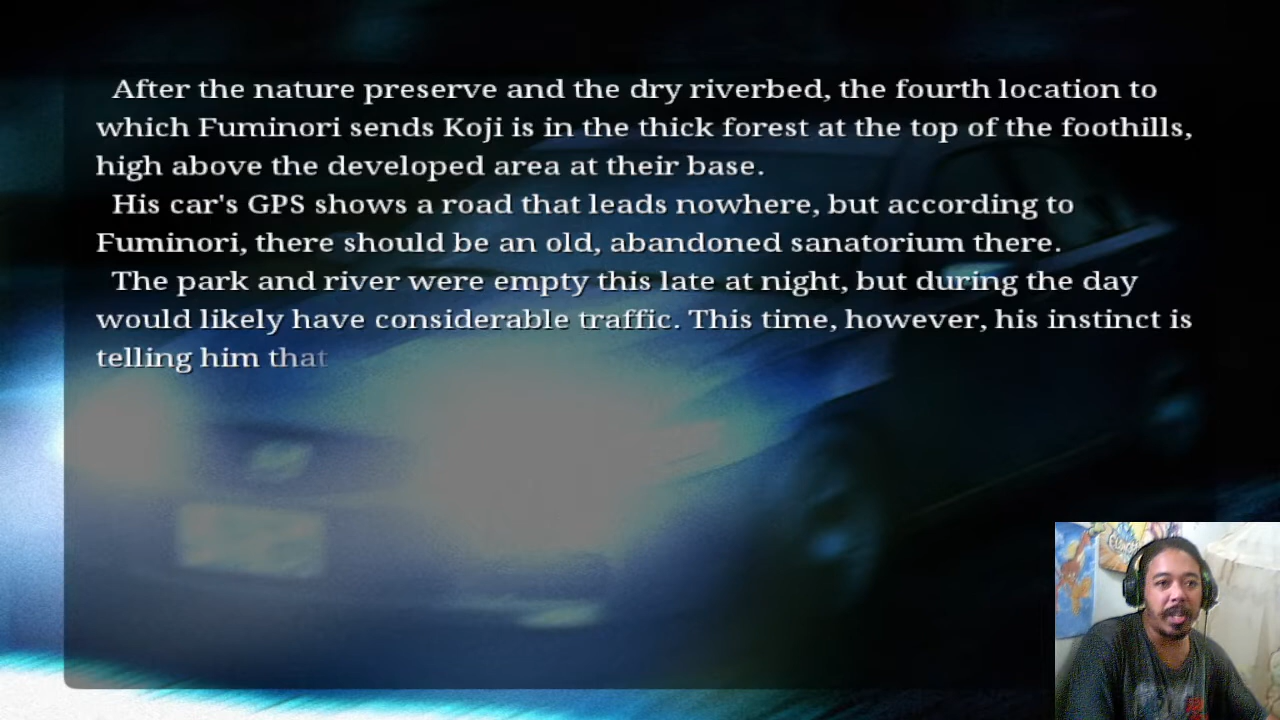 After the nature preserve and the dry riverbed, the fourth location to
which Fuminori sends Koji is in the thick forest at the top of the foothills,
high above the developed area at their base.
His car's GPS shows a road that leads nowhere, but according to
Fuminori, there should be an old, abandoned sanatorium there.
The park and river were empty this late at night, but during the day
would likely have considerable traffic. This time, however, his instinct is
telling him that